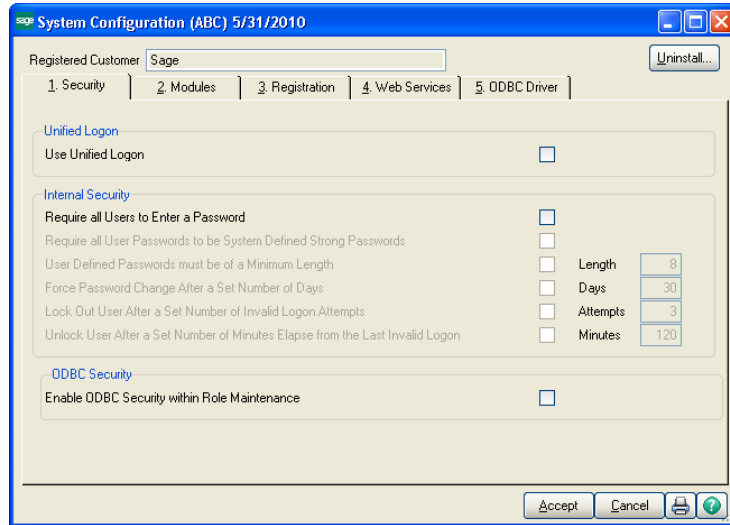 sage System Configuration (ABC) 5/31/2010
Registered Customer Sage Uninstall...
1. Security 2. Modules 3. Registration 4. Web Services 5. ODBC Driver
Unified Logon
Use Unified Logon
Internal Security
Require all Users to Enter a Password
Require all User Passwords to be System Defined Strong Passwords
User Defined Passwords must be of a Minimum Length Length 8
Force Password Change After a Set Number of Days Days 30
Lock Out User After a Set Number of Invalid Logon Attempts Attempts 3
Unlock User After a Set Number of Minutes Elapse from the Last Invalid Logon Minutes 120
ODBC Security
Enable ODBC Security within Role Maintenance
Accept Cancel